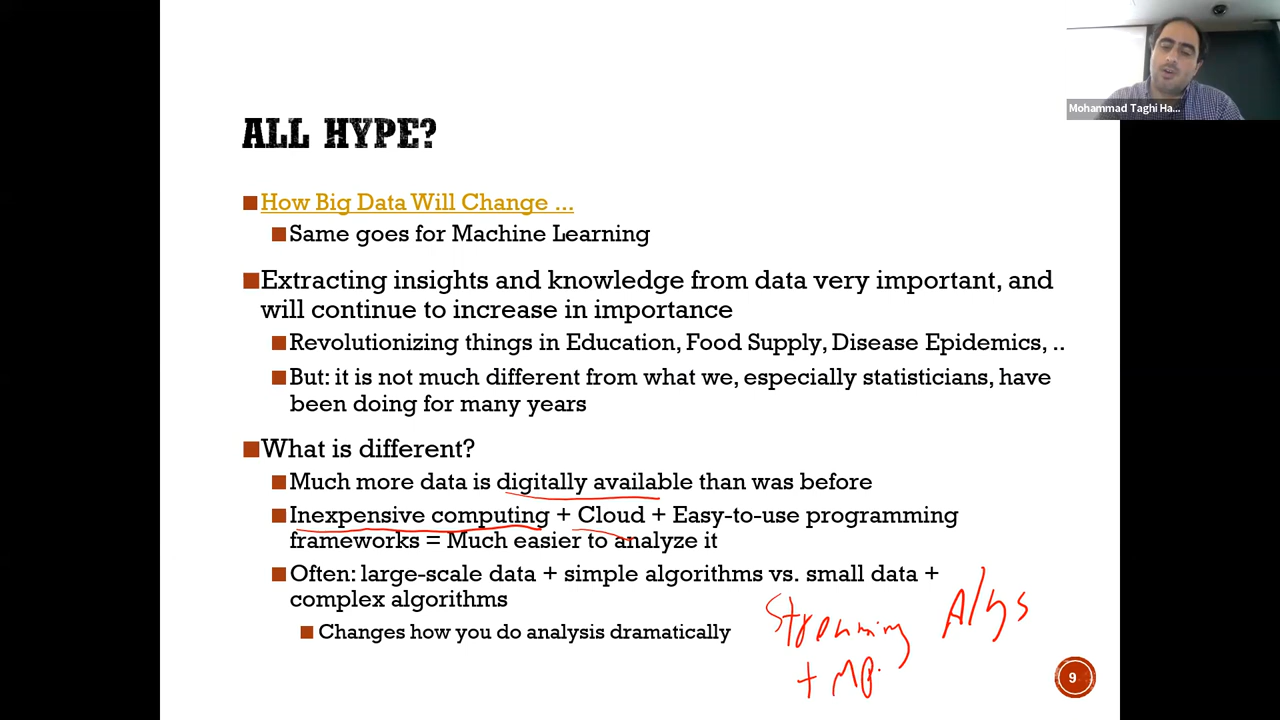 Mohammad Taghi Ha...
ALL HYPE?
How Big Data Will Change ...
Same goes for Machine Learning
Extracting insights and knowledge from data very important, and
will continue to increase in importance
Revolutionizing things in Education, Food Supply, Disease Epidemics, ..
But: it is not much different from what we, especially statisticians, have
been doing for many years
What is different?
Much more data is digitally available than was before
Inexpensive computing + Cloud + Easy-to-use programming
frameworks = Much easier to analyze it
Often: large-scale data + simple algorithms vs. small data +
complex algorithms
Changes how you do analysis dramatically
Streaming Algs
+
9